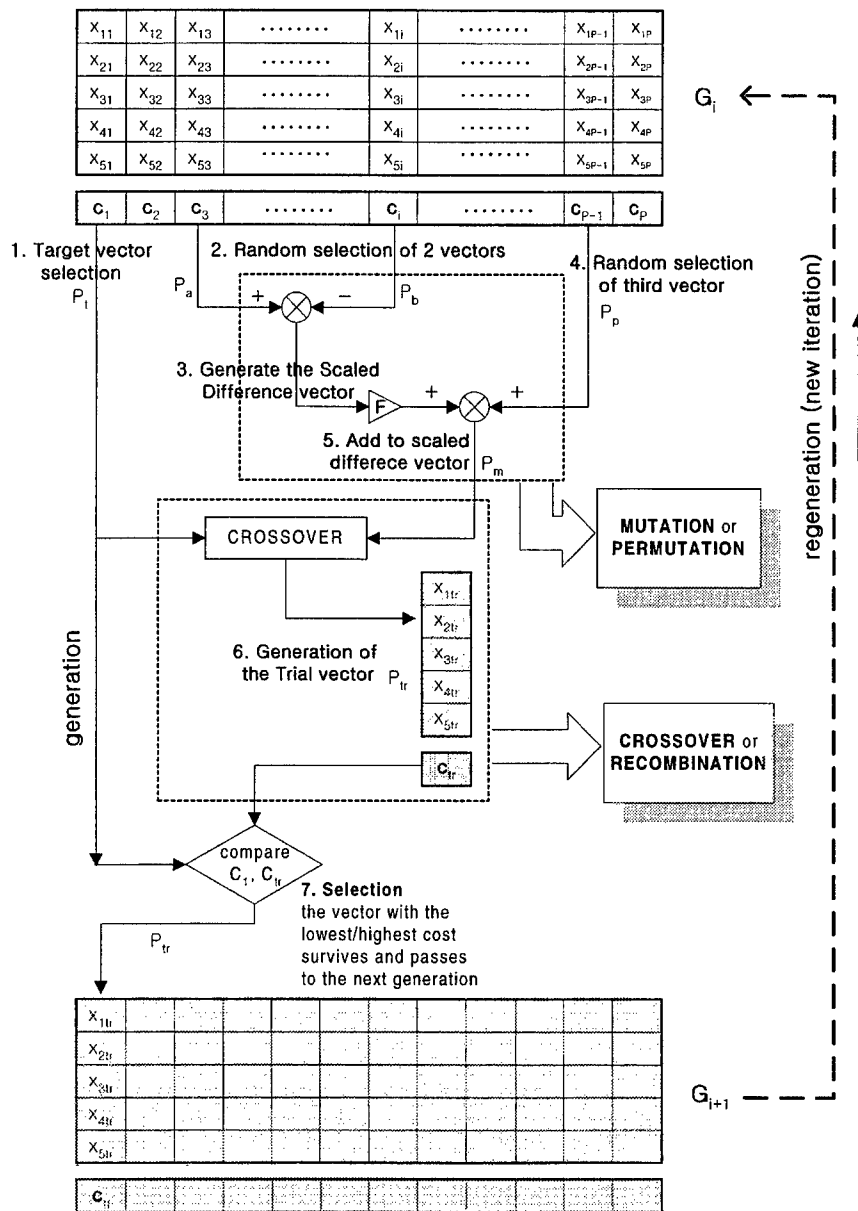 X11 X12 X13 ········ X1i ········ X1P-1 X1P
X21 X22 X23 ········ X2i ········ X2P-1 X2P
X31 X32 X33 ········ X3i ········ X3P-1 X3P
X41 X42 X43 ········ X4i ········ X4P-1 X4P
X51 X52 X53 ········ X5i ········ X5P-1 X5P
Gi
C1 C2 C3 ········ Ci ········ CP-1 CP
1. Target vector
selection
Pt
2. Random selection of 2 vectors
Pa
+
−
Pb
4. Random selection
of third vector
Pp
3. Generate the Scaled
Difference vector
F
+
+
5. Add to scaled
differece vector
Pm
MUTATION or
PERMUTATION
CROSSOVER
X1tr
X2tr
X3tr
X4tr
X5tr
6. Generation of
the Trial vector
Ptr
Ctr
CROSSOVER or
RECOMBINATION
generation
regeneration (new iteration)
compare
C1, Ctr
7. Selection
the vector with the
lowest/highest cost
survives and passes
to the next generation
Ptr
X1tr
X2tr
X3tr
X4tr
X5tr
Gi+1
Ctr